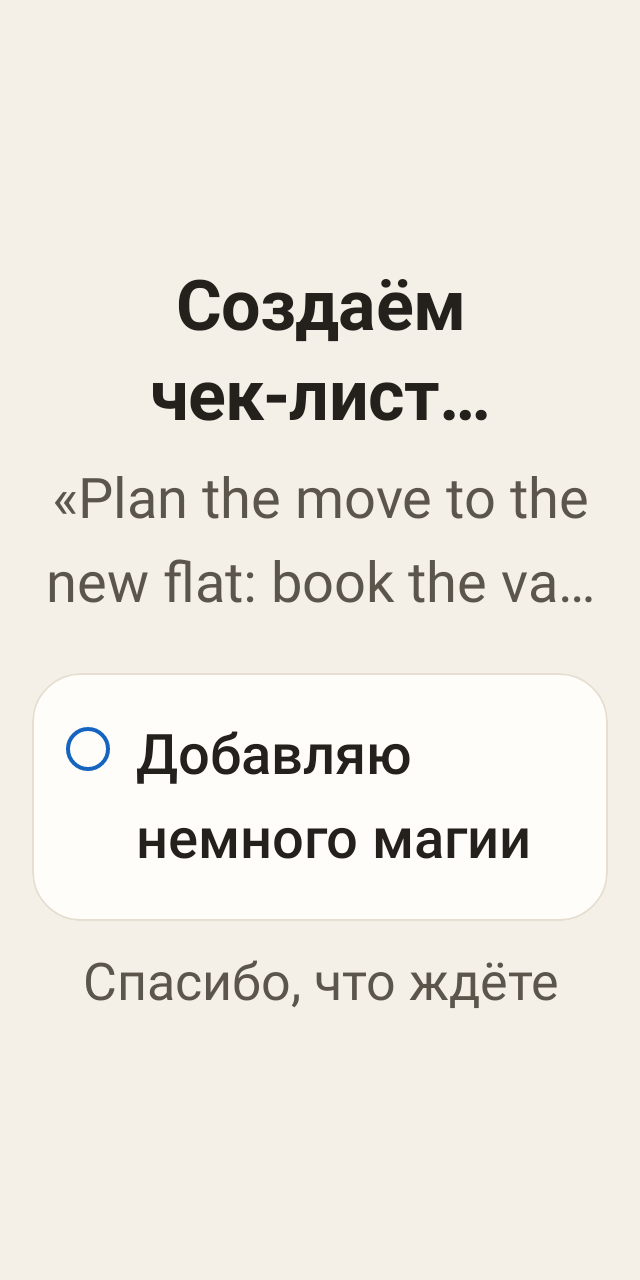 Создаём
чек-лист…
«Plan the move to the
new flat: book the va…
Добавляю
немного магии
Спасибо, что ждёте